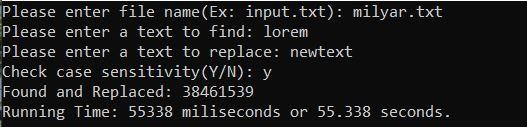 Please enter file name(Ex: input.txt): milyar.txt
Please enter a text to find: lorem
Please enter a text to replace: newtext
Check case sensitivity(Y/N): y
Found and Replaced: 38461539
Running Time: 55338 miliseconds or 55.338 seconds.